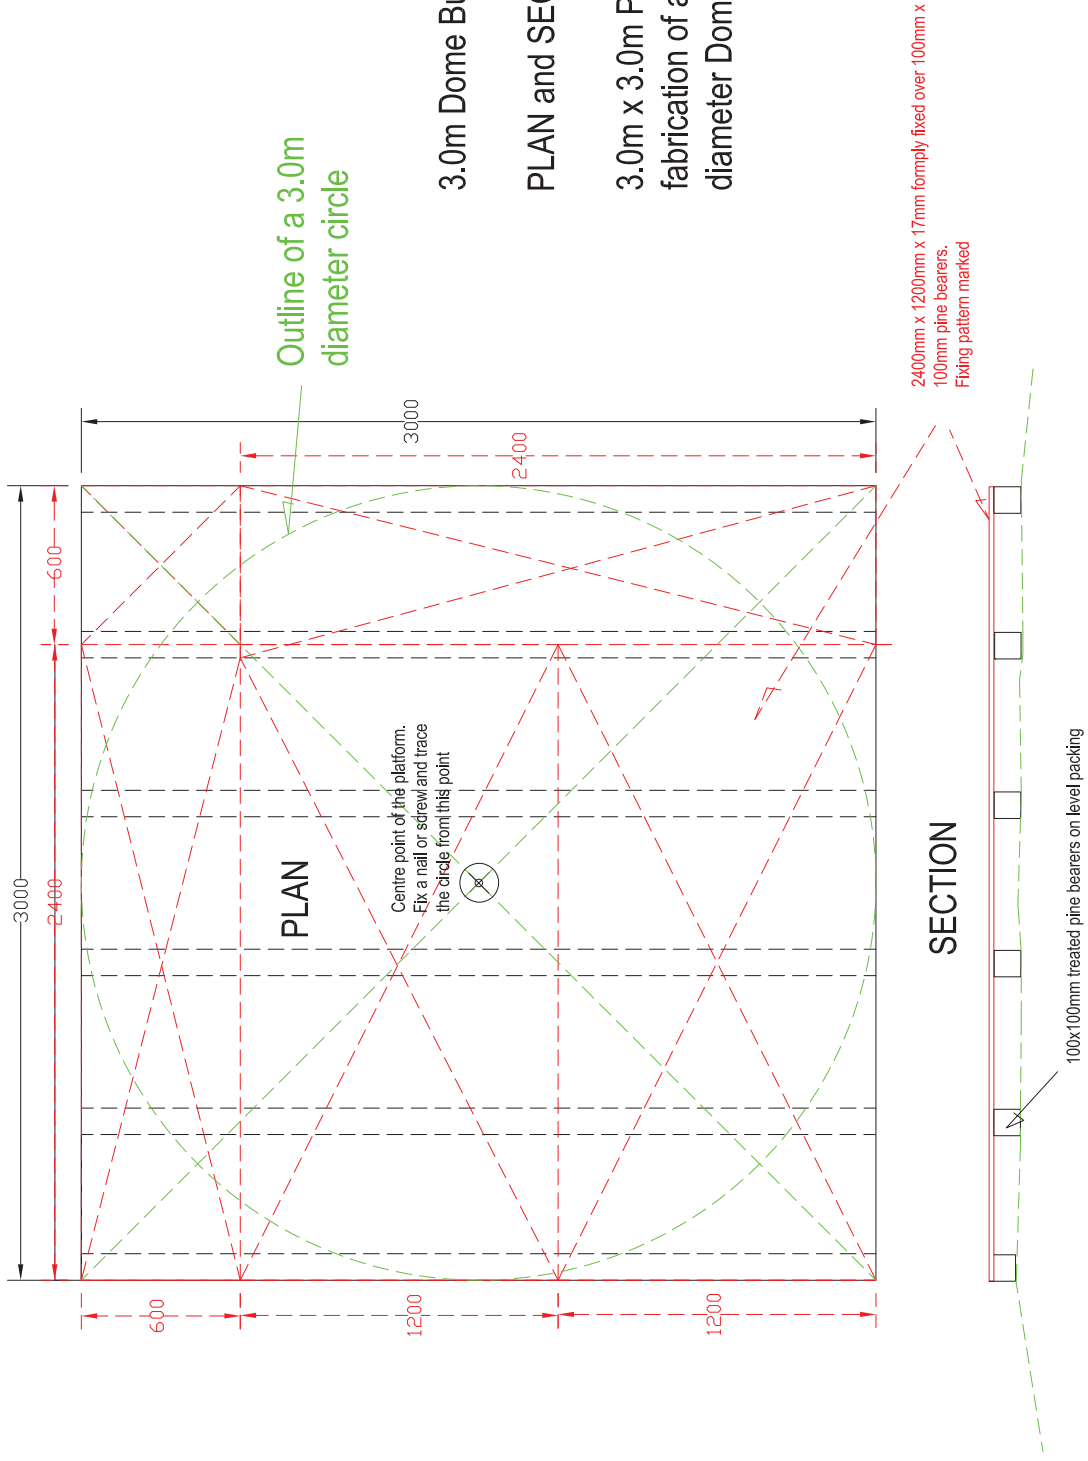 3.0m Dome Bu
PLAN and SEC
3.0m x 3.0m P
fabrication of a
diameter Dom
Outline of a 3.0m
diameter circle
2400mm x 1200mm x 17mm formply fixed over 100mm x
100mm pine bearers.
Fixing pattern marked
3000
2400
600
3000
2400
600
1200
1200
PLAN
Centre point of the platform.
Fix a nail or screw and trace
the circle from this point
SECTION
100x100mm treated pine bearers on level packing